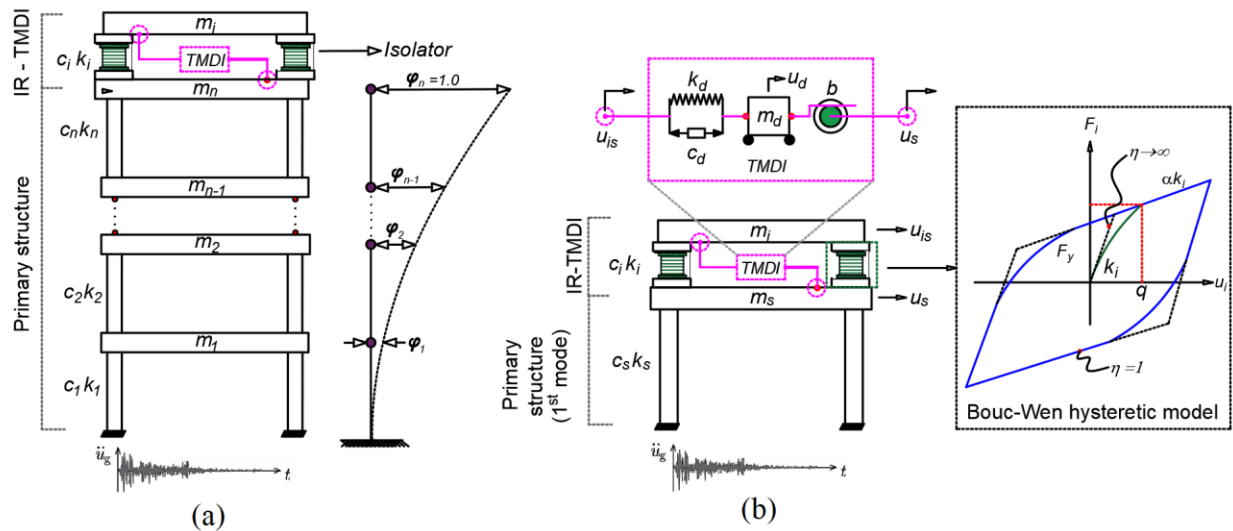 IR - TMDI
Primary structure
m_i
c_i k_i
TMDI
Isolator
m_n
φ_n =1.0
c_n k_n
m_{n-1}
φ_{n-1}
m_2
φ_2
c_2 k_2
m_1
φ_1
c_1 k_1
ü_g
t
(a)
k_d
u_d
b
u_is
m_d
u_s
c_d
TMDI
IR-TMDI
Primary
structure
(1st mode)
m_i
u_is
c_i k_i
TMDI
m_s
u_s
c_s k_s
ü_g
t
(b)
F_i
η→∞
αk_i
F_y
k_i
q
u_i
η =1
Bouc-Wen hysteretic model